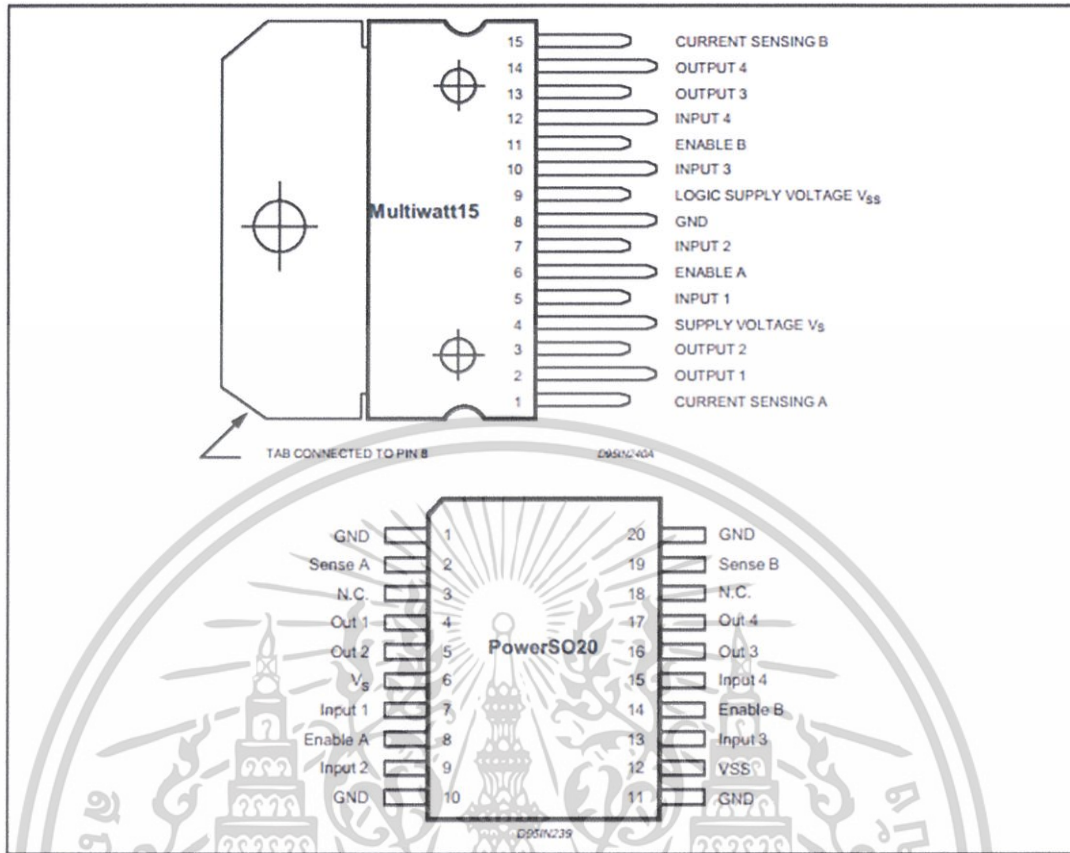 15 CURRENT SENSING B
14 OUTPUT 4
13 OUTPUT 3
12 INPUT 4
11 ENABLE B
10 INPUT 3
9 LOGIC SUPPLY VOLTAGE VSS
Multiwatt15
8 GND
7 INPUT 2
6 ENABLE A
5 INPUT 1
4 SUPPLY VOLTAGE VS
3 OUTPUT 2
2 OUTPUT 1
1 CURRENT SENSING A
TAB CONNECTED TO PIN 8
D95IN240A
GND 1 20 GND
Sense A 2 19 Sense B
N.C. 3 18 N.C.
Out 1 4 17 Out 4
Out 2 5 16 Out 3
PowerSO20
VS 6 15 Input 4
Input 1 7 14 Enable B
Enable A 8 13 Input 3
Input 2 9 12 VSS
GND 10 11 GND
D95IN239